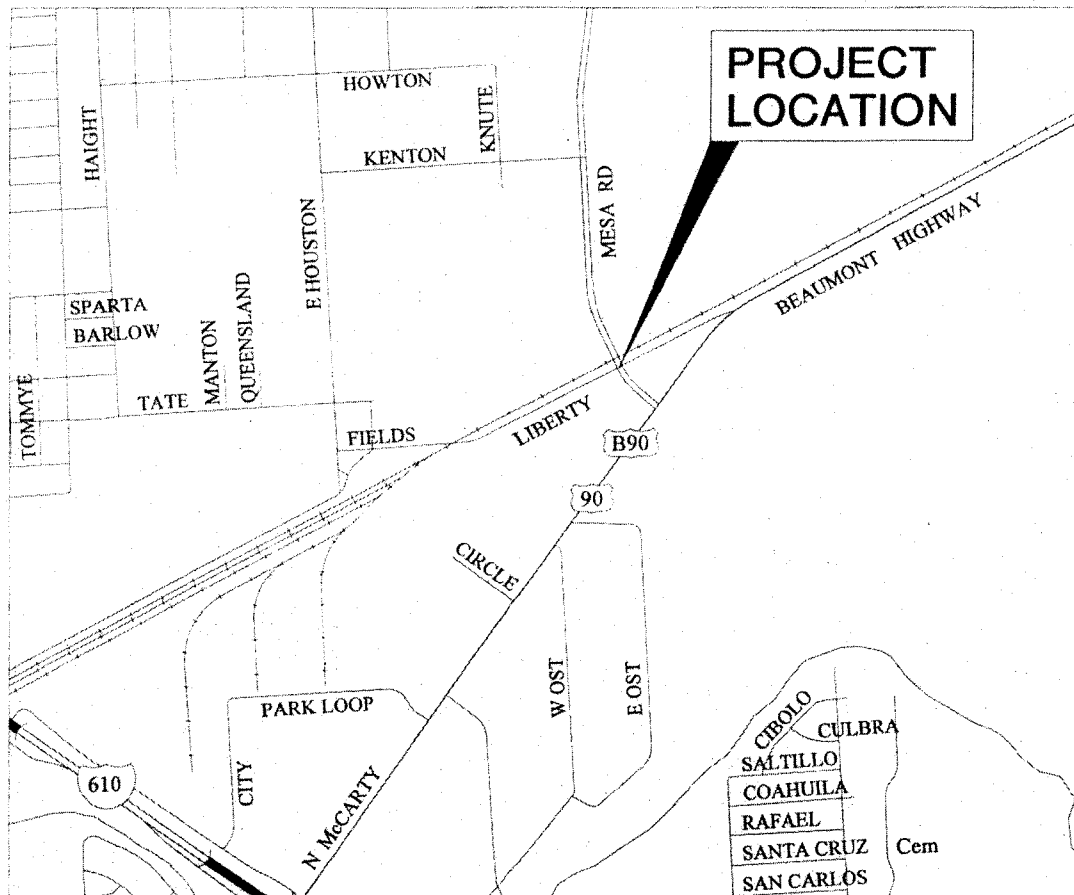 PROJECT
LOCATION
HOWTON
KNUTE
HAIGHT
KENTON
MESA RD
E HOUSTON
BEAUMONT HIGHWAY
SPARTA
BARLOW
MANTON
QUEENSLAND
TOMMYE
TATE
LIBERTY
FIELDS
B90
90
CIRCLE
W OST
E OST
PARK LOOP
CIBOLO
CULBRA
SALTILLO
610
CITY
COAHUILA
N McCARTY
RAFAEL
SANTA CRUZ
Cem
SAN CARLOS